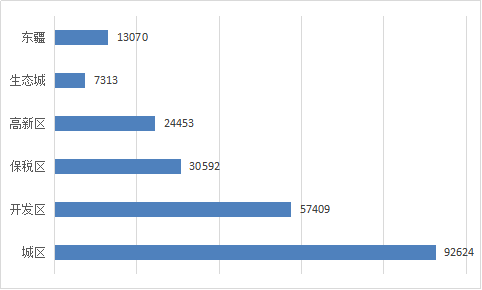 东疆 13070
生态城 7313
高新区 24453
保税区 30592
开发区 57409
城区 92624